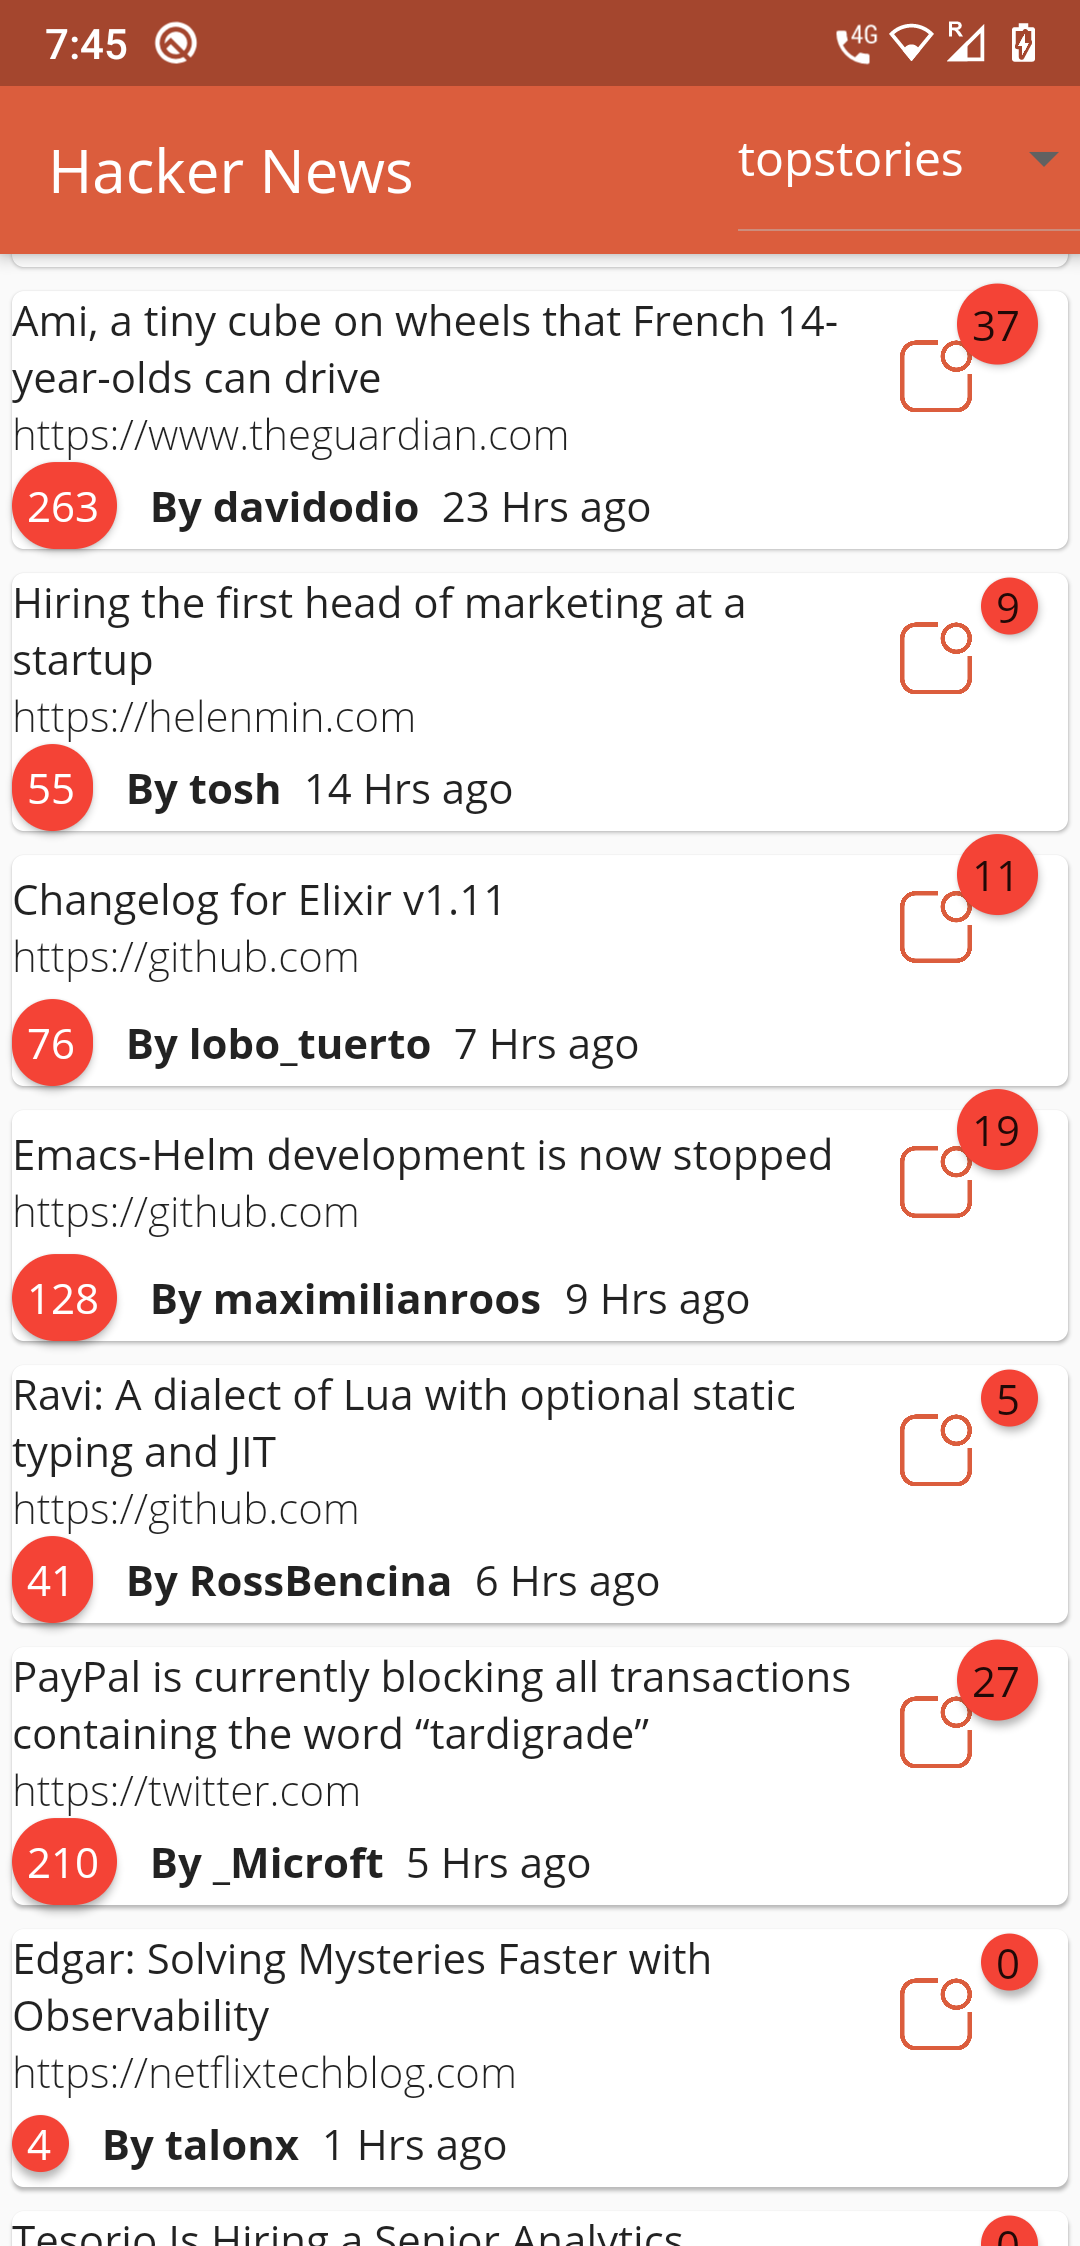 7:45
4G
R
Hacker News
topstories
Ami, a tiny cube on wheels that French 14-
year-olds can drive
37
https://www.theguardian.com
263 By davidodio 23 Hrs ago
Hiring the first head of marketing at a
startup
9
https://helenmin.com
55 By tosh 14 Hrs ago
Changelog for Elixir v1.11
11
https://github.com
76 By lobo_tuerto 7 Hrs ago
Emacs-Helm development is now stopped
19
https://github.com
128 By maximilianroos 9 Hrs ago
Ravi: A dialect of Lua with optional static
typing and JIT
5
https://github.com
41 By RossBencina 6 Hrs ago
PayPal is currently blocking all transactions
containing the word “tardigrade”
27
https://twitter.com
210 By _Microft 5 Hrs ago
Edgar: Solving Mysteries Faster with
Observability
0
https://netflixtechblog.com
4 By talonx 1 Hrs ago
Tesorio Is Hiring a Senior Analytics
0